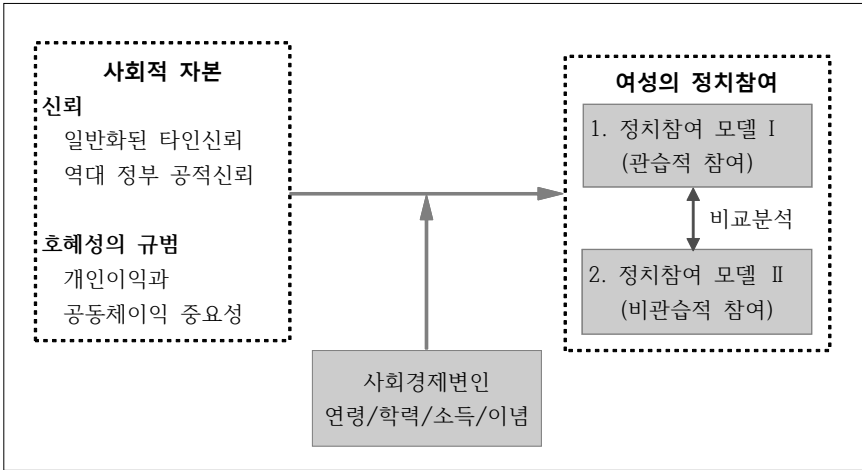 사회적 자본
신뢰
일반화된 타인신뢰
역대 정부 공적신뢰
호혜성의 규범
개인이익과
공동체이익 중요성
사회경제변인
연령/학력/소득/이념
여성의 정치참여
1. 정치참여 모델 Ⅰ
(관습적 참여)
비교분석
2. 정치참여 모델 Ⅱ
(비관습적 참여)